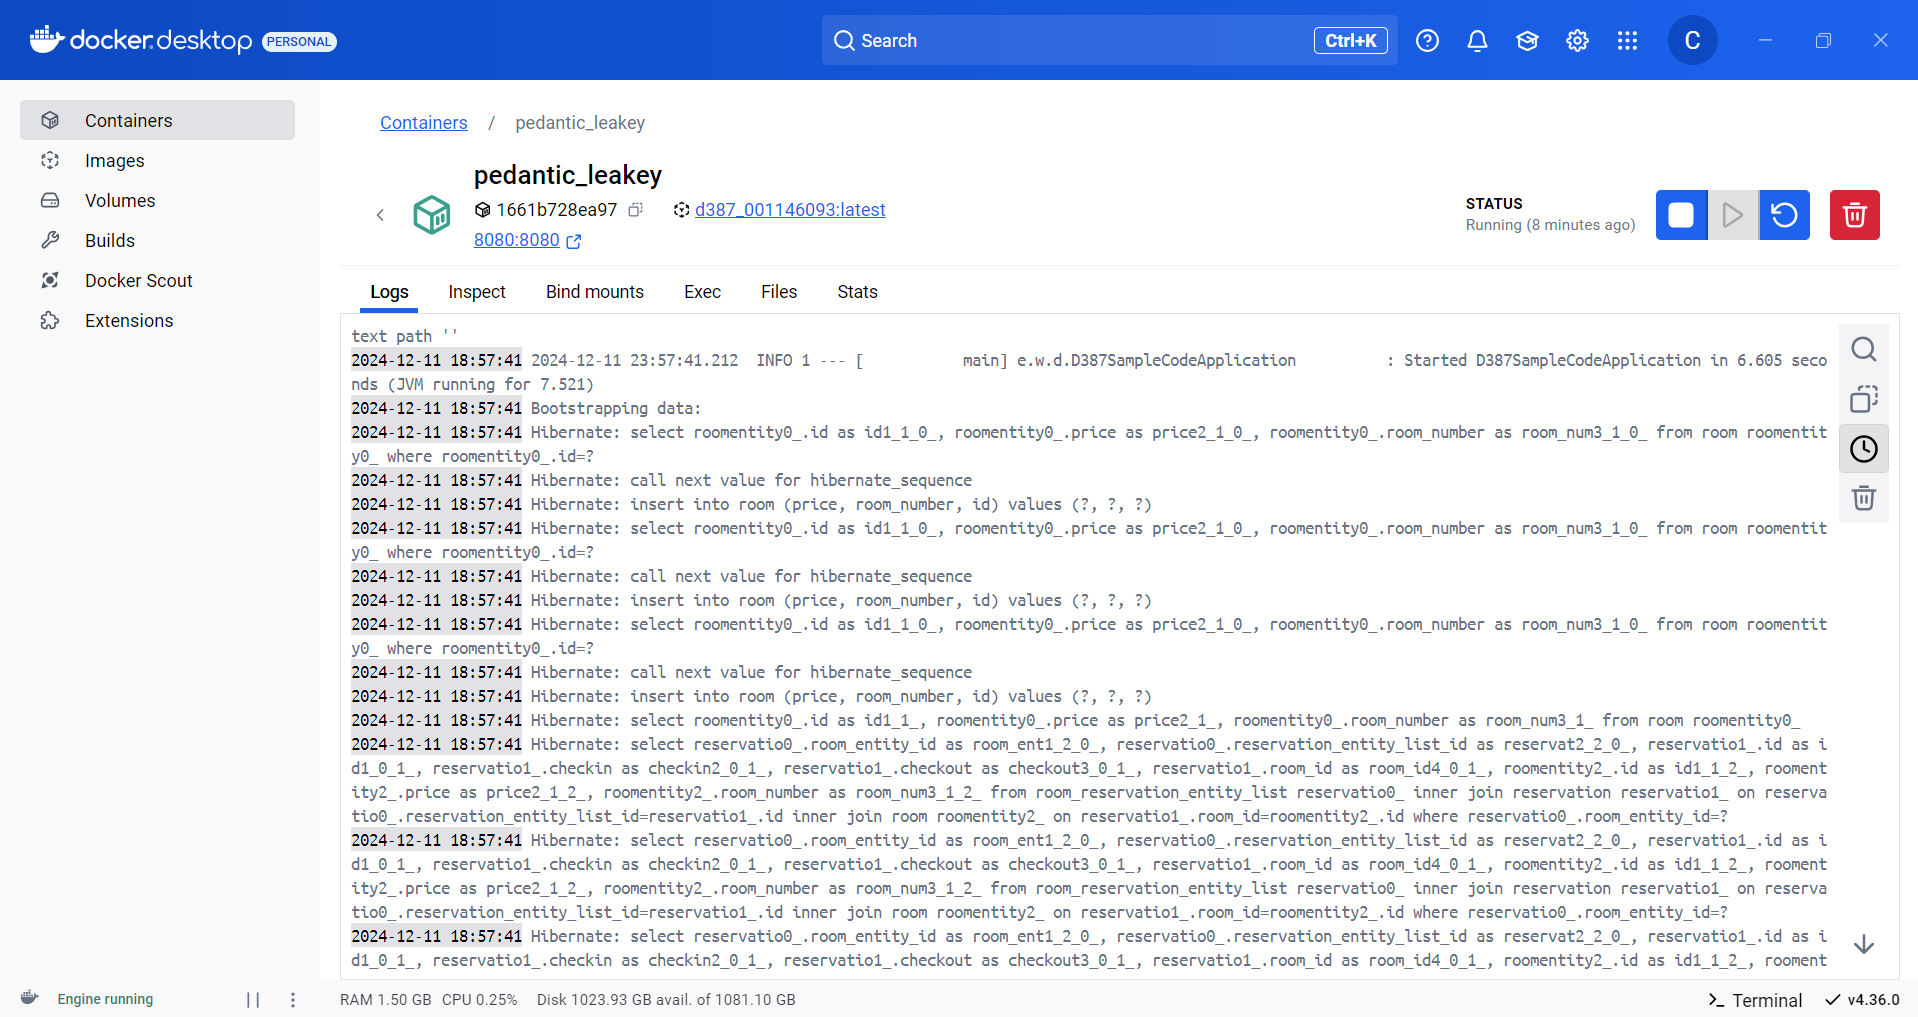 docker.desktop PERSONAL
Search
Ctrl+K
C
Containers
Images
Volumes
Builds
Docker Scout
Extensions
Containers / pedantic_leakey
pedantic_leakey
1661b728ea97 d387_001146093:latest
8080:8080
STATUS
Running (8 minutes ago)
Logs Inspect Bind mounts Exec Files Stats
text path ''
2024-12-11 18:57:41 2024-12-11 23:57:41.212  INFO 1 --- [           main] e.w.d.D387SampleCodeApplication          : Started D387SampleCodeApplication in 6.605 seco
nds (JVM running for 7.521)
2024-12-11 18:57:41 Bootstrapping data:
2024-12-11 18:57:41 Hibernate: select roomentity0_.id as id1_1_0_, roomentity0_.price as price2_1_0_, roomentity0_.room_number as room_num3_1_0_ from room roomentit
y0_ where roomentity0_.id=?
2024-12-11 18:57:41 Hibernate: call next value for hibernate_sequence
2024-12-11 18:57:41 Hibernate: insert into room (price, room_number, id) values (?, ?, ?)
2024-12-11 18:57:41 Hibernate: select roomentity0_.id as id1_1_0_, roomentity0_.price as price2_1_0_, roomentity0_.room_number as room_num3_1_0_ from room roomentit
y0_ where roomentity0_.id=?
2024-12-11 18:57:41 Hibernate: call next value for hibernate_sequence
2024-12-11 18:57:41 Hibernate: insert into room (price, room_number, id) values (?, ?, ?)
2024-12-11 18:57:41 Hibernate: select roomentity0_.id as id1_1_0_, roomentity0_.price as price2_1_0_, roomentity0_.room_number as room_num3_1_0_ from room roomentit
y0_ where roomentity0_.id=?
2024-12-11 18:57:41 Hibernate: call next value for hibernate_sequence
2024-12-11 18:57:41 Hibernate: insert into room (price, room_number, id) values (?, ?, ?)
2024-12-11 18:57:41 Hibernate: select roomentity0_.id as id1_1_, roomentity0_.price as price2_1_, roomentity0_.room_number as room_num3_1_ from room roomentity0_
2024-12-11 18:57:41 Hibernate: select reservatio0_.room_entity_id as room_ent1_2_0_, reservatio0_.reservation_entity_list_id as reservat2_2_0_, reservatio1_.id as i
d1_0_1_, reservatio1_.checkin as checkin2_0_1_, reservatio1_.checkout as checkout3_0_1_, reservatio1_.room_id as room_id4_0_1_, roomentity2_.id as id1_1_2_, rooment
ity2_.price as price2_1_2_, roomentity2_.room_number as room_num3_1_2_ from room_reservation_entity_list reservatio0_ inner join reservation reservatio1_ on reserva
tio0_.reservation_entity_list_id=reservatio1_.id inner join room roomentity2_ on reservatio1_.room_id=roomentity2_.id where reservatio0_.room_entity_id=?
2024-12-11 18:57:41 Hibernate: select reservatio0_.room_entity_id as room_ent1_2_0_, reservatio0_.reservation_entity_list_id as reservat2_2_0_, reservatio1_.id as i
d1_0_1_, reservatio1_.checkin as checkin2_0_1_, reservatio1_.checkout as checkout3_0_1_, reservatio1_.room_id as room_id4_0_1_, roomentity2_.id as id1_1_2_, rooment
ity2_.price as price2_1_2_, roomentity2_.room_number as room_num3_1_2_ from room_reservation_entity_list reservatio0_ inner join reservation reservatio1_ on reserva
tio0_.reservation_entity_list_id=reservatio1_.id inner join room roomentity2_ on reservatio1_.room_id=roomentity2_.id where reservatio0_.room_entity_id=?
2024-12-11 18:57:41 Hibernate: select reservatio0_.room_entity_id as room_ent1_2_0_, reservatio0_.reservation_entity_list_id as reservat2_2_0_, reservatio1_.id as i
d1_0_1_, reservatio1_.checkin as checkin2_0_1_, reservatio1_.checkout as checkout3_0_1_, reservatio1_.room_id as room_id4_0_1_, roomentity2_.id as id1_1_2_, rooment
Engine running
RAM 1.50 GB CPU 0.25% Disk 1023.93 GB avail. of 1081.10 GB
Terminal
v4.36.0